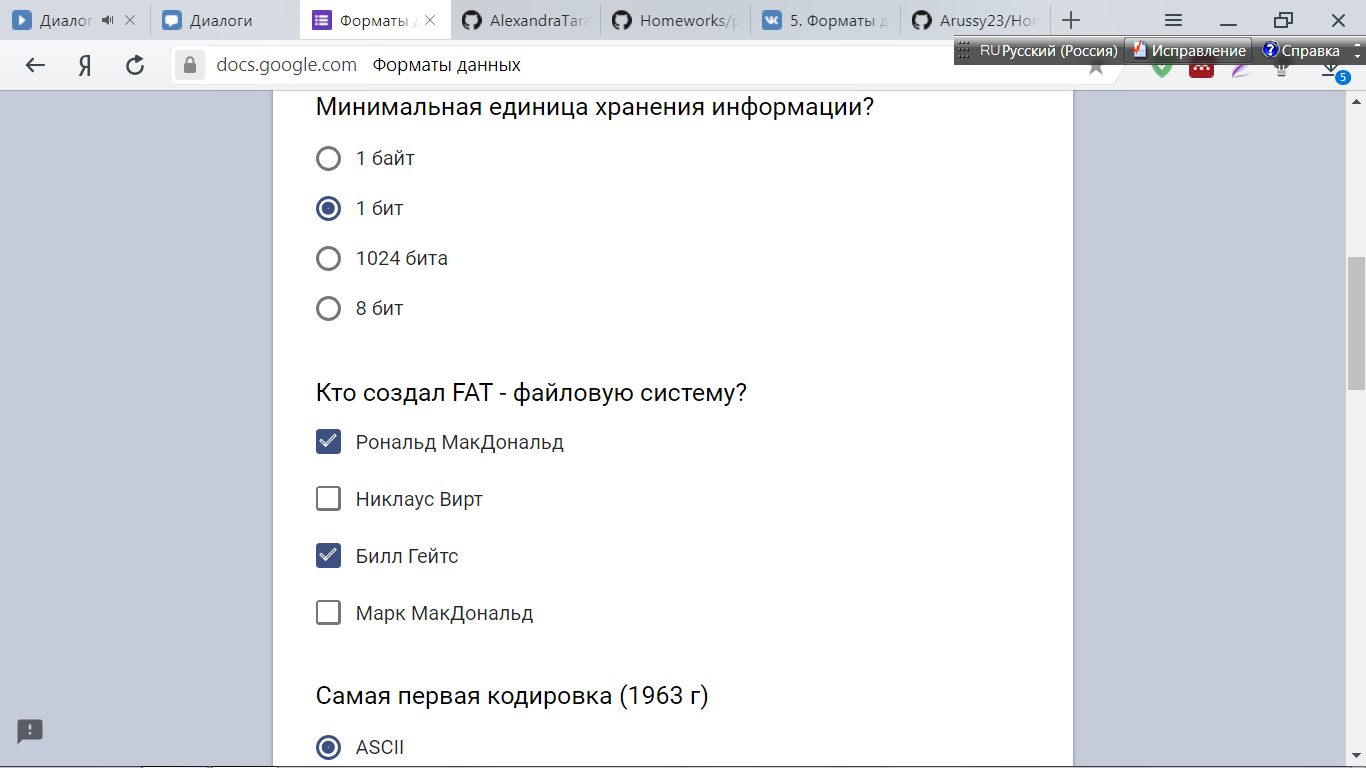 Диалог
Диалоги
Форматы д
AlexandraTara
Homeworks/p
5. Форматы д
Arussy23/Hom
RU Русский (Россия) Исправление Справка
Я
docs.google.com Форматы данных
5
Минимальная единица хранения информации?
1 байт
1 бит
1024 бита
8 бит
Кто создал FAT - файловую систему?
Рональд МакДональд
Никлаус Вирт
Билл Гейтс
Марк МакДональд
Самая первая кодировка (1963 г)
ASCII